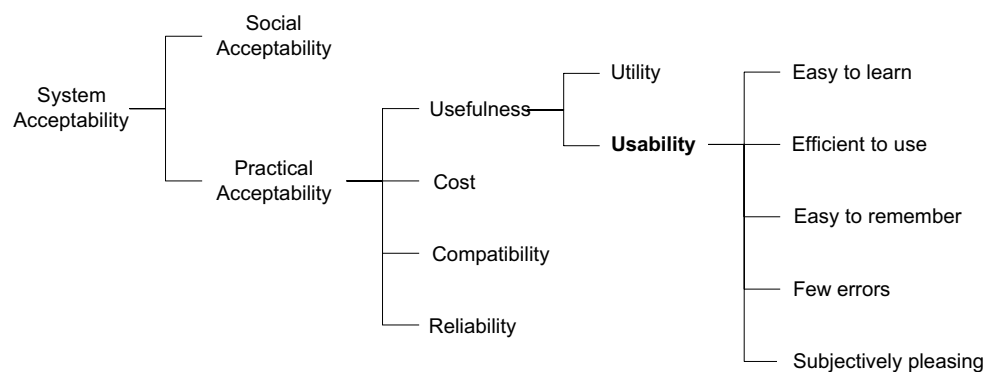 Social
Acceptability
System
Acceptability
Practical
Acceptability
Usefulness
Cost
Compatibility
Reliability
Utility
Usability
Easy to learn
Efficient to use
Easy to remember
Few errors
Subjectively pleasing